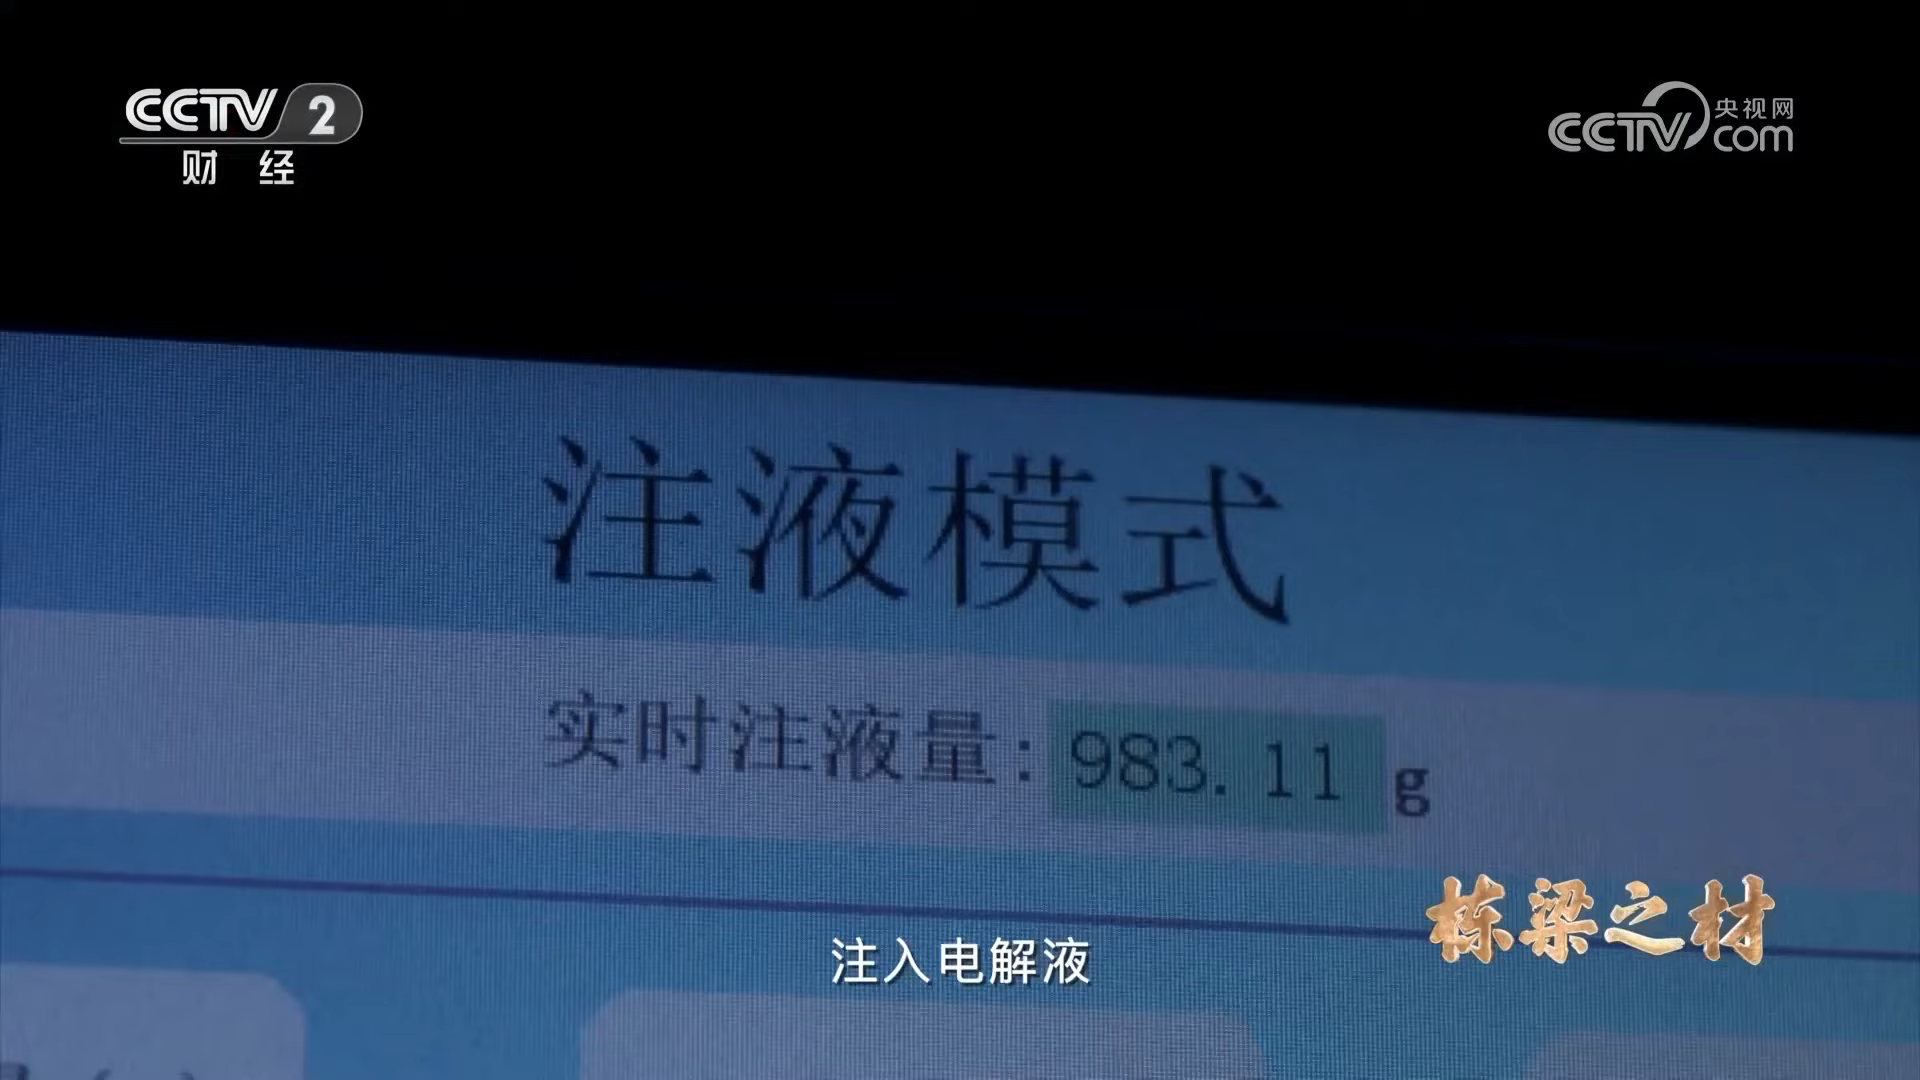 CCTV 2
财经
央视网
CCTV com
注液模式
实时注液量: 983.11 g
栋梁之材
注入电解液